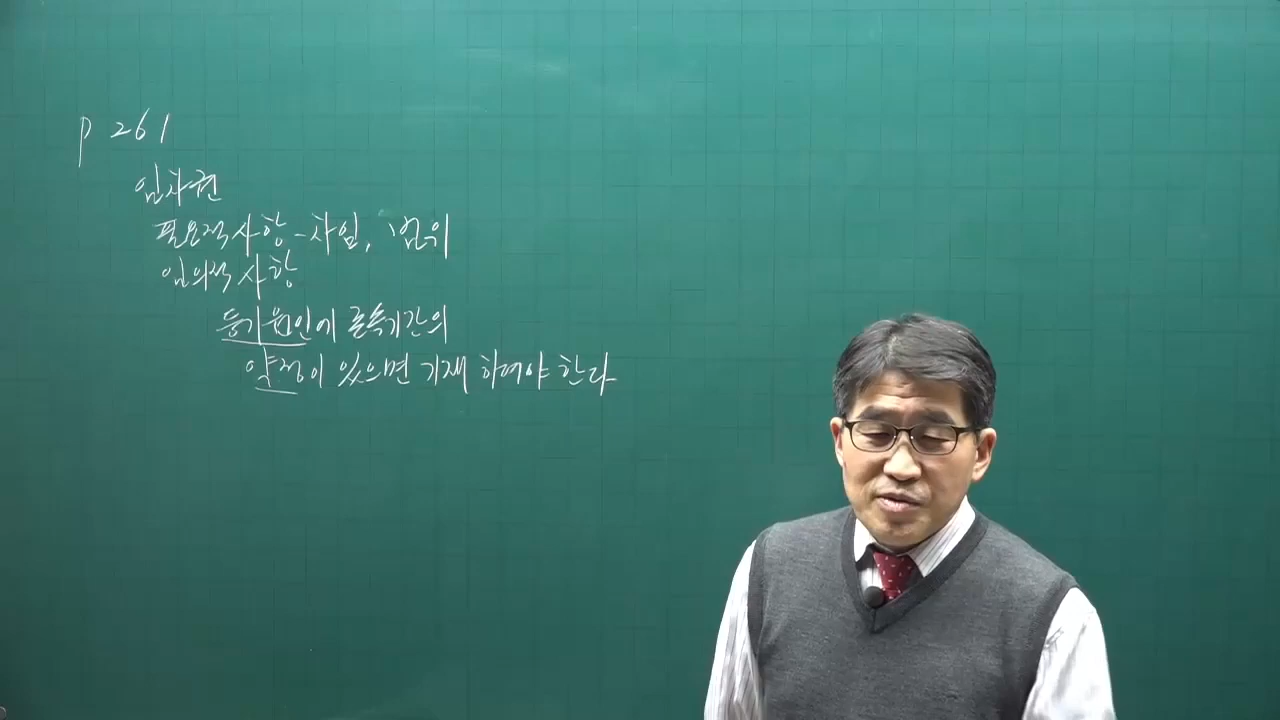 p 261
임차권
필요적사항 - 차임, 범위
임의적 사항
등기원인에 존속기간의
약정이 있으면 기재 하여야 한다